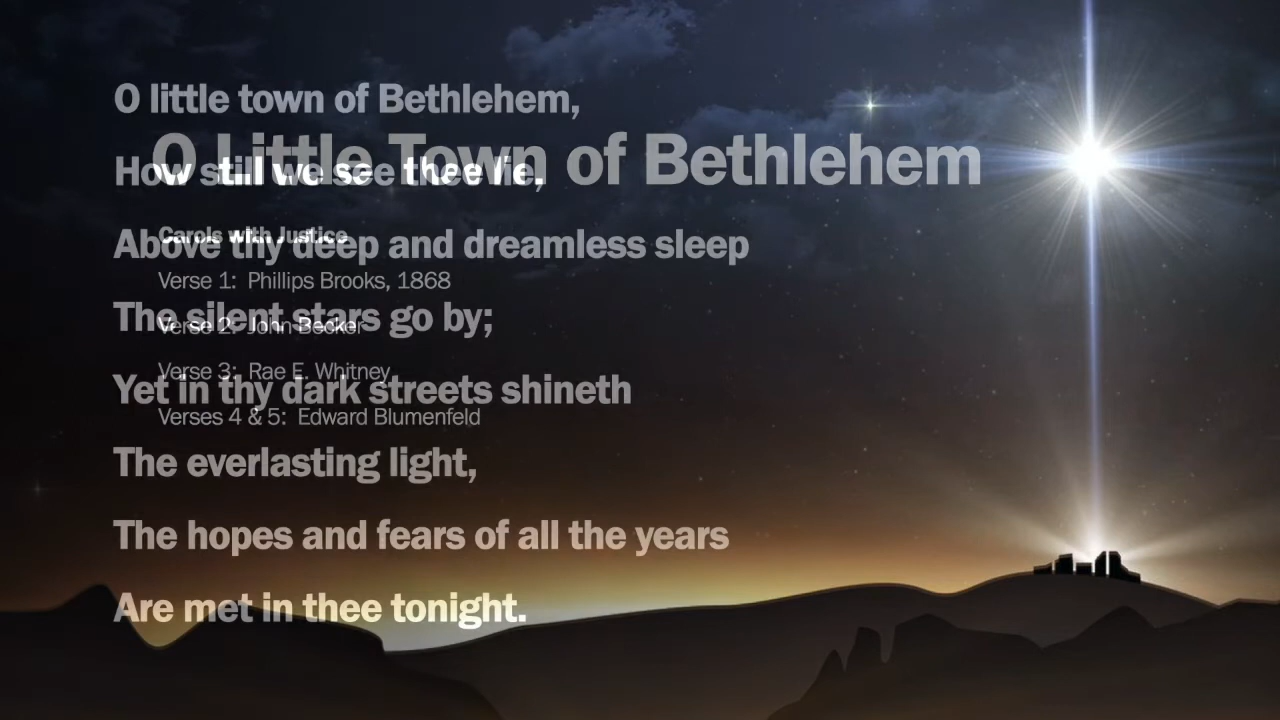 O little town of Bethlehem,
O Little Town of Bethlehem
How still we see thee lie,
Carols with Justice
Above thy deep and dreamless sleep
Verse 1: Phillips Brooks, 1868
The silent stars go by;
Verse 2: John Becker
Verse 3: Rae E. Whitney
Yet in thy dark streets shineth
Verses 4 & 5: Edward Blumenfeld
The everlasting light,
The hopes and fears of all the years
Are met in thee tonight.